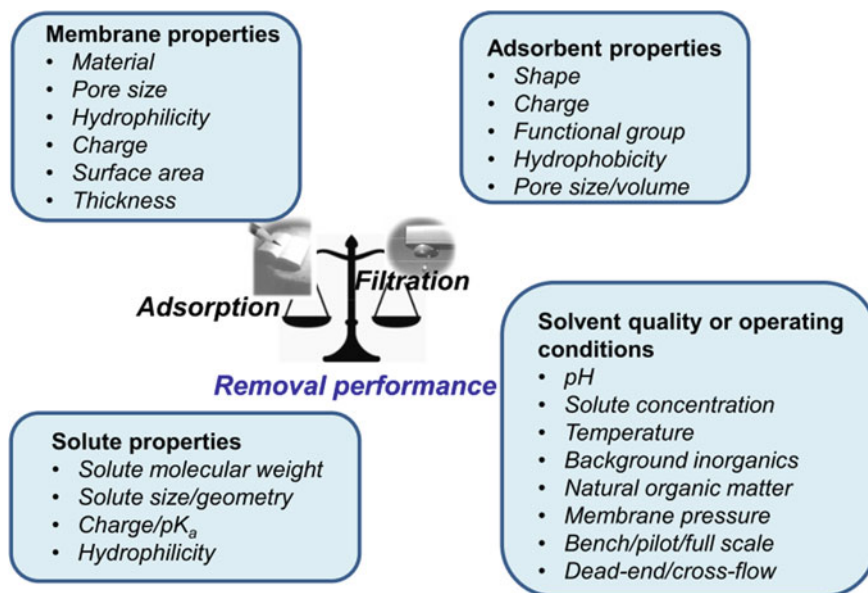 Membrane properties
• Material
• Pore size
• Hydrophilicity
• Charge
• Surface area
• Thickness
Adsorbent properties
• Shape
• Charge
• Functional group
• Hydrophobicity
• Pore size/volume
Adsorption
Filtration
Removal performance
Solute properties
• Solute molecular weight
• Solute size/geometry
• Charge/pKa
• Hydrophilicity
Solvent quality or operating
conditions
• pH
• Solute concentration
• Temperature
• Background inorganics
• Natural organic matter
• Membrane pressure
• Bench/pilot/full scale
• Dead-end/cross-flow